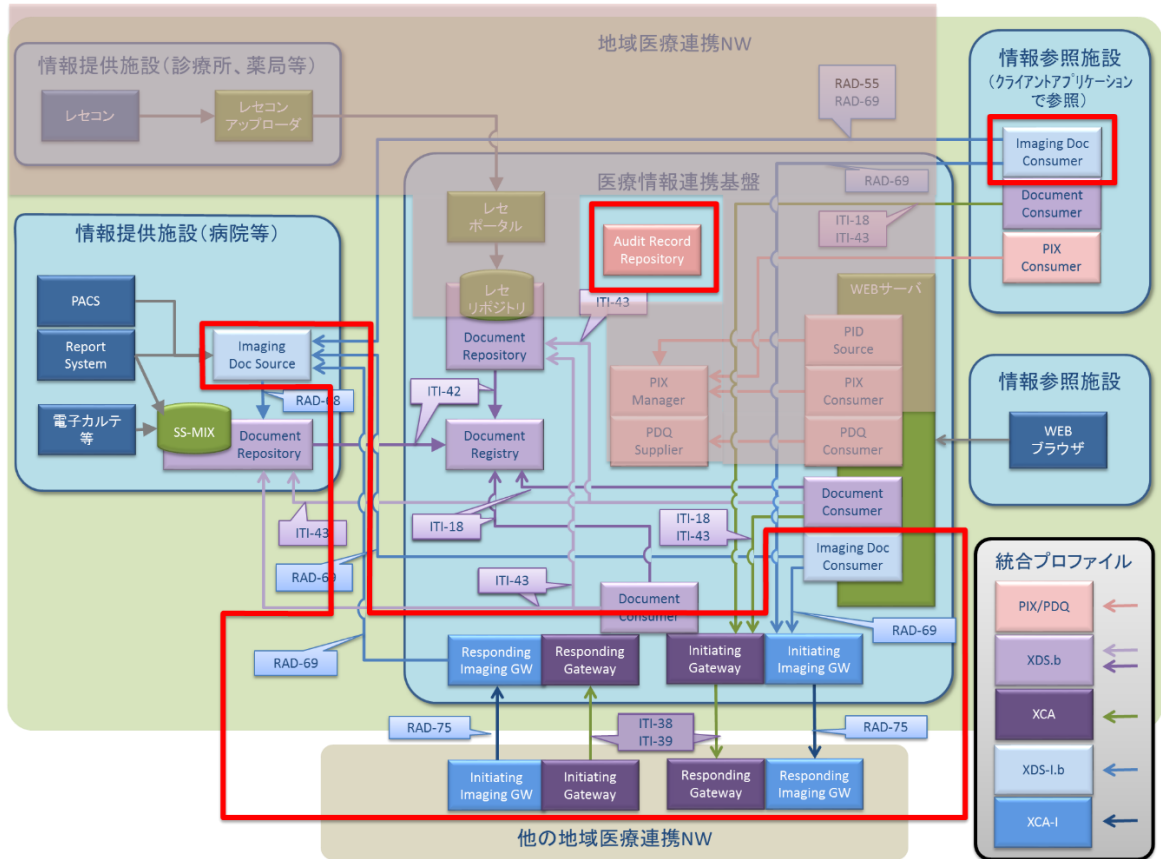 地域医療連携NW
情報提供施設(診療所、薬局等)
レセコン
レセコン
アップローダ
RAD-55
RAD-69
情報参照施設
(クライアントアプリケーション
で参照)
Imaging Doc
Consumer
Document
Consumer
PIX
Consumer
RAD-69
ITI-18
ITI-43
医療情報連携基盤
レセ
ポータル
レセ
リポジトリ
Document
Repository
Audit Record
Repository
ITI-43
WEBサーバ
PID
Source
PIX
Manager
PIX
Consumer
PDQ
Supplier
PDQ
Consumer
情報提供施設(病院等)
PACS
Report
System
Imaging
Doc Source
RAD-68
電子カルテ
等
SS-MIX
Document
Repository
ITI-42
Document
Registry
情報参照施設
WEB
ブラウザ
Document
Consumer
ITI-43
ITI-18
ITI-18
ITI-43
Imaging Doc
Consumer
RAD-69
ITI-43
Document
Consumer
RAD-69
RAD-69
Responding
Imaging GW
Responding
Gateway
Initiating
Gateway
Initiating
Imaging GW
RAD-75
ITI-38
ITI-39
RAD-75
Initiating
Imaging GW
Initiating
Gateway
Responding
Gateway
Responding
Imaging GW
他の地域医療連携NW
統合プロファイル
PIX/PDQ
XDS.b
XCA
XDS-I.b
XCA-I